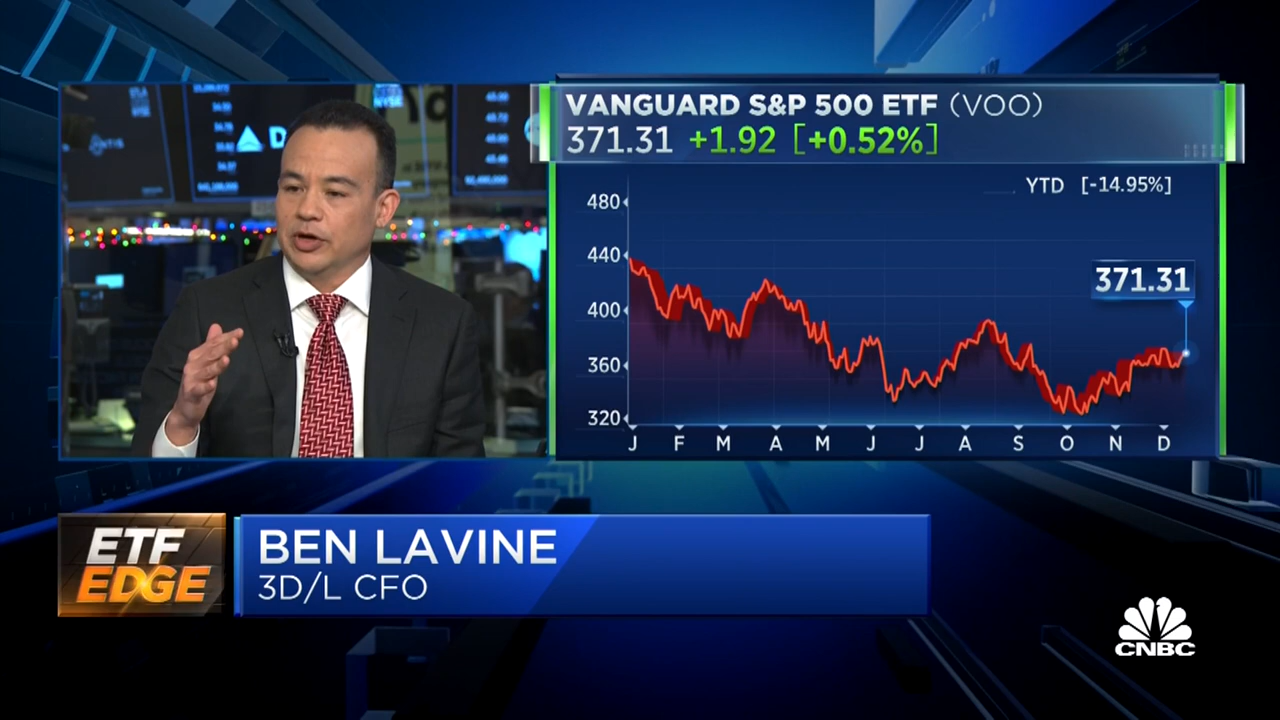 VANGUARD S&P 500 ETF (VOO)
371.31 +1.92 [+0.52%]
YTD [-14.95%]
480
440
400
360
320
371.31
J F M A M J J A S O N D
ETF
EDGE
BEN LAVINE
3D/L CFO
CNBC